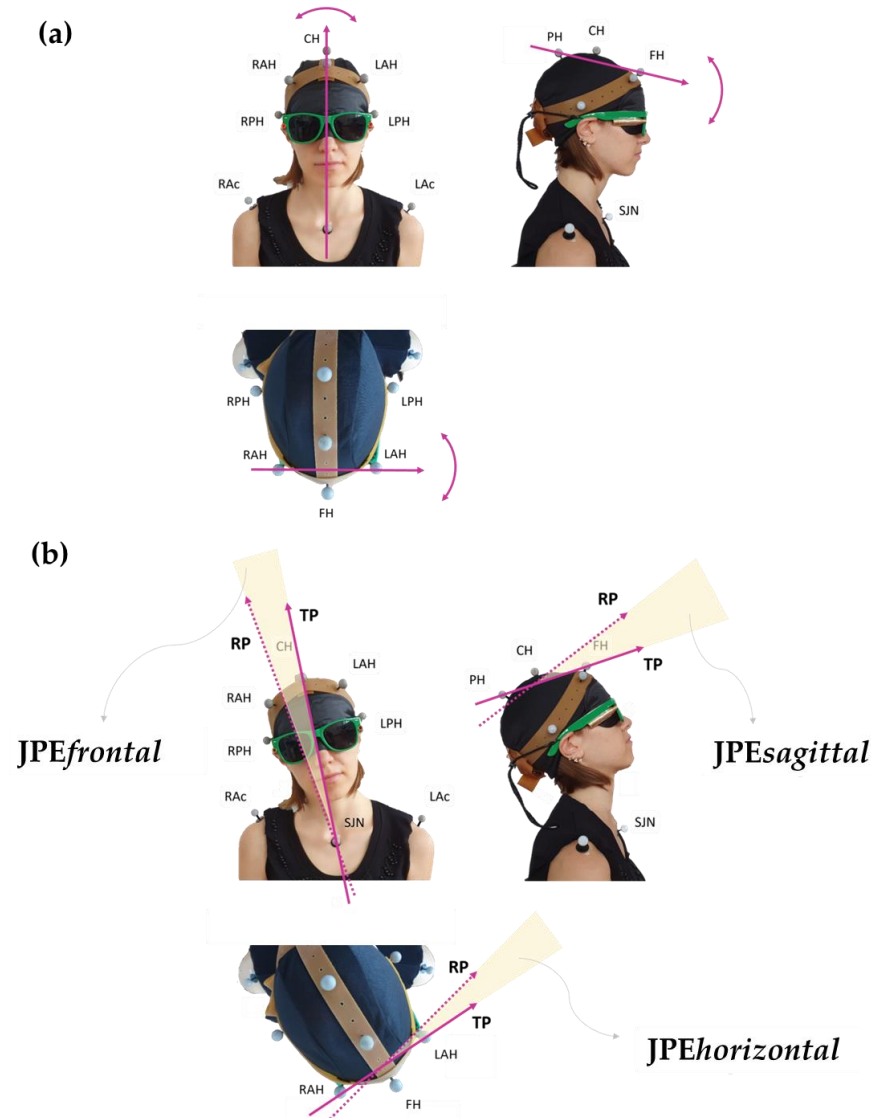 (a)
CH
RAH
LAH
RPH
LPH
RAc
LAc
PH
CH
FH
SJN
RPH
LPH
RAH
LAH
FH
(b)
RP
TP
CH
LAH
RAH
LPH
RPH
RAc
LAc
SJN
JPEfrontal
RP
CH
FH
PH
TP
JPEsagittal
SJN
RP
TP
LAH
RAH
FH
JPEhorizontal